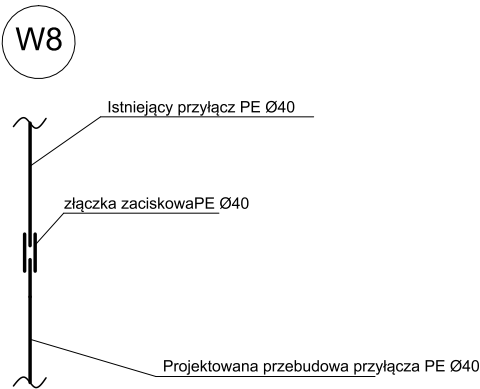 W8
Istniejący przyłącz PE Ø40
złączka zaciskowaPE Ø40
Projektowana przebudowa przyłącza PE Ø40